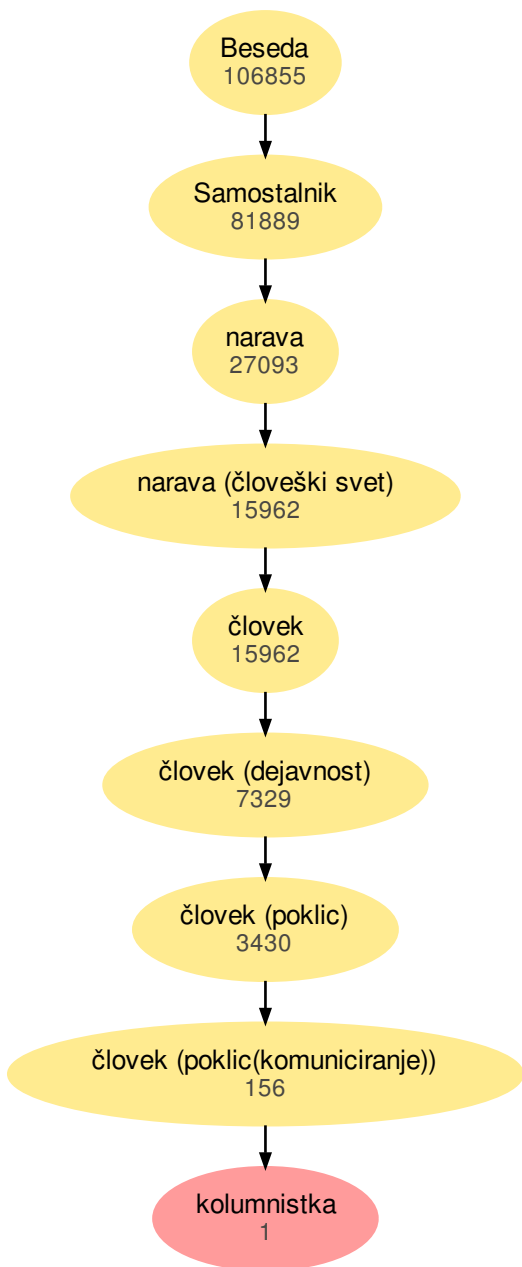 Beseda
106855
Samostalnik
81889
narava
27093
narava (človeški svet)
15962
človek
15962
človek (dejavnost)
7329
človek (poklic)
3430
človek (poklic(komuniciranje))
156
kolumnistka
1